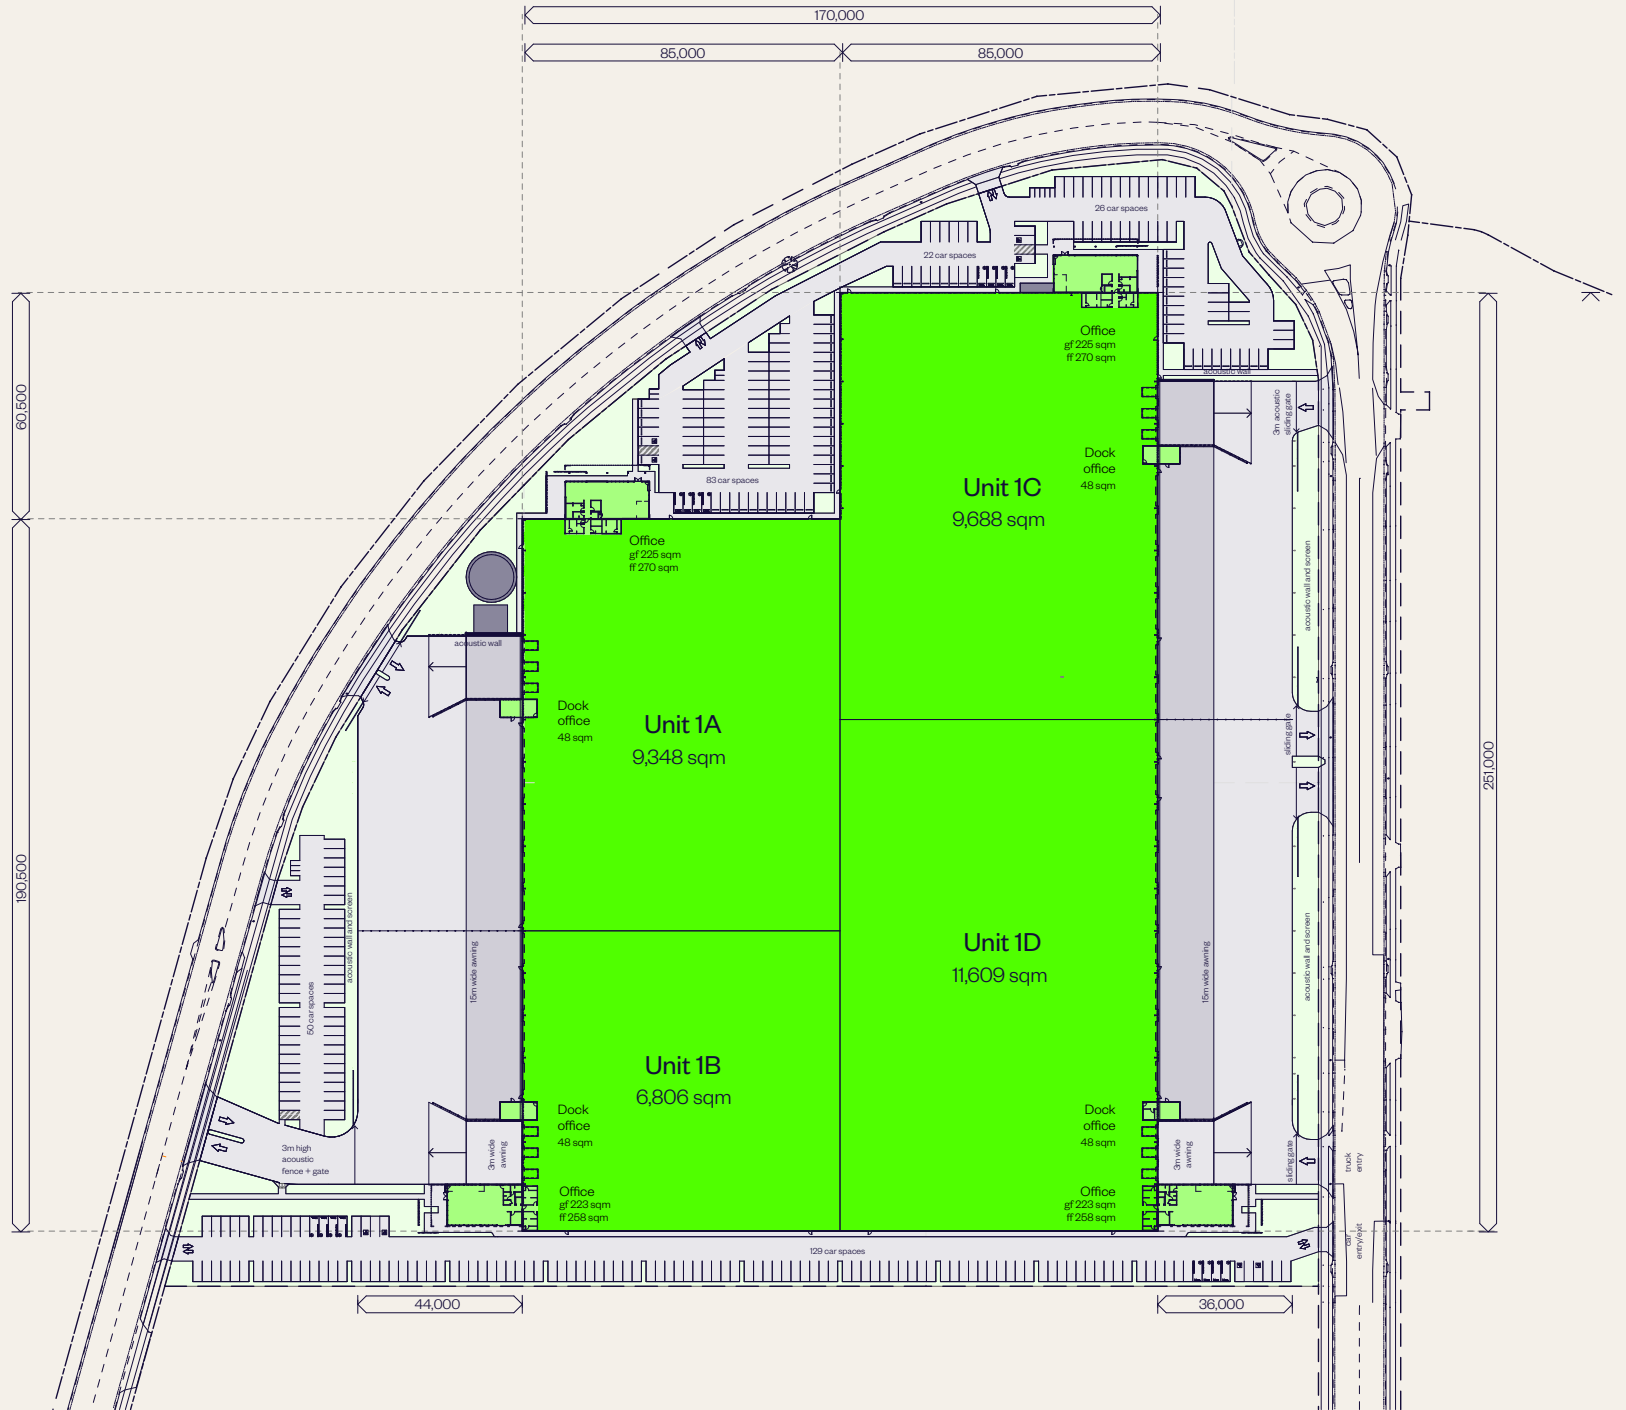 170,000
85,000
85,000
26 car spaces
22 car spaces
Office
gf 225 sqm
ff 270 sqm
acoustic wall
3m acoustic
sliding gate
60,500
83 car spaces
Dock
office
48 sqm
Unit 1C
9,688 sqm
Office
gf 225 sqm
ff 270 sqm
acoustic wall and screen
acoustic wall
Dock
office
48 sqm
Unit 1A
9,348 sqm
sliding gate
251,000
190,500
acoustic wall and screen
50 car spaces
15m wide awning
Unit 1D
11,609 sqm
15m wide awning
acoustic wall and screen
Unit 1B
6,806 sqm
Dock
office
48 sqm
Dock
office
48 sqm
3m high
acoustic
fence + gate
3m wide
awning
3m wide
awning
sliding gate
truck
entry
Office
gf 223 sqm
ff 258 sqm
Office
gf 223 sqm
ff 258 sqm
car
entry/exit
129 car spaces
44,000
36,000